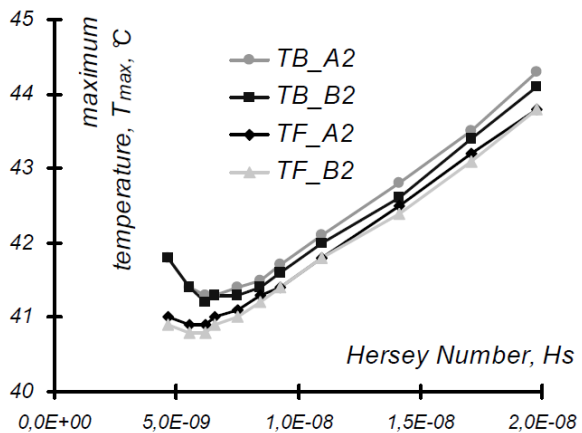 45
44
43
42
41
40
maximum
temperature, Tmax, °C
TB_A2
TB_B2
TF_A2
TF_B2
Hersey Number, Hs
0,0E+00 5,0E-09 1,0E-08 1,5E-08 2,0E-08